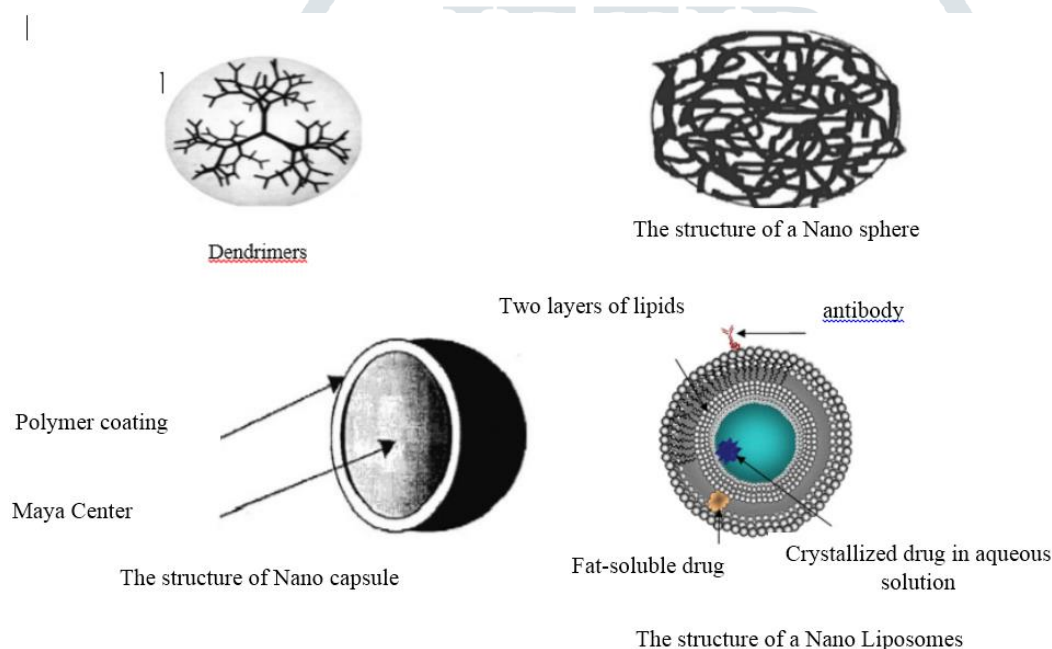 Dendrimers
The structure of a Nano sphere
Two layers of lipids
antibody
Polymer coating
Maya Center
The structure of Nano capsule
Fat-soluble drug
Crystallized drug in aqueous
solution
The structure of a Nano Liposomes